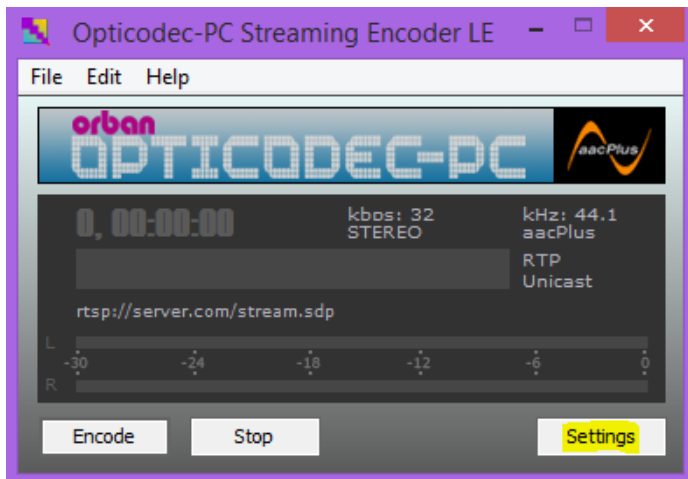 Opticodec-PC Streaming Encoder LE
File Edit Help
orban
OPTICODEC-PC
aacPlus
0, 00:00:00
kbps: 32
STEREO
kHz: 44.1
aacPlus
RTP
Unicast
rtsp://server.com/stream.sdp
L
-30 -24 -18 -12 -6 0
R
Encode Stop Settings